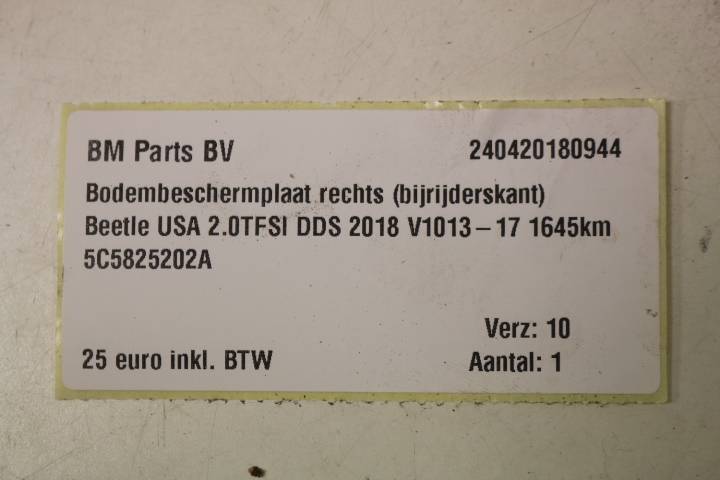 BM Parts BV 240420180944
Bodembeschermplaat rechts (bijrijderskant)
Beetle USA 2.0TFSI DDS 2018 V1013-17 1645km
5C5825202A
Verz: 10
25 euro inkl. BTW Aantal: 1